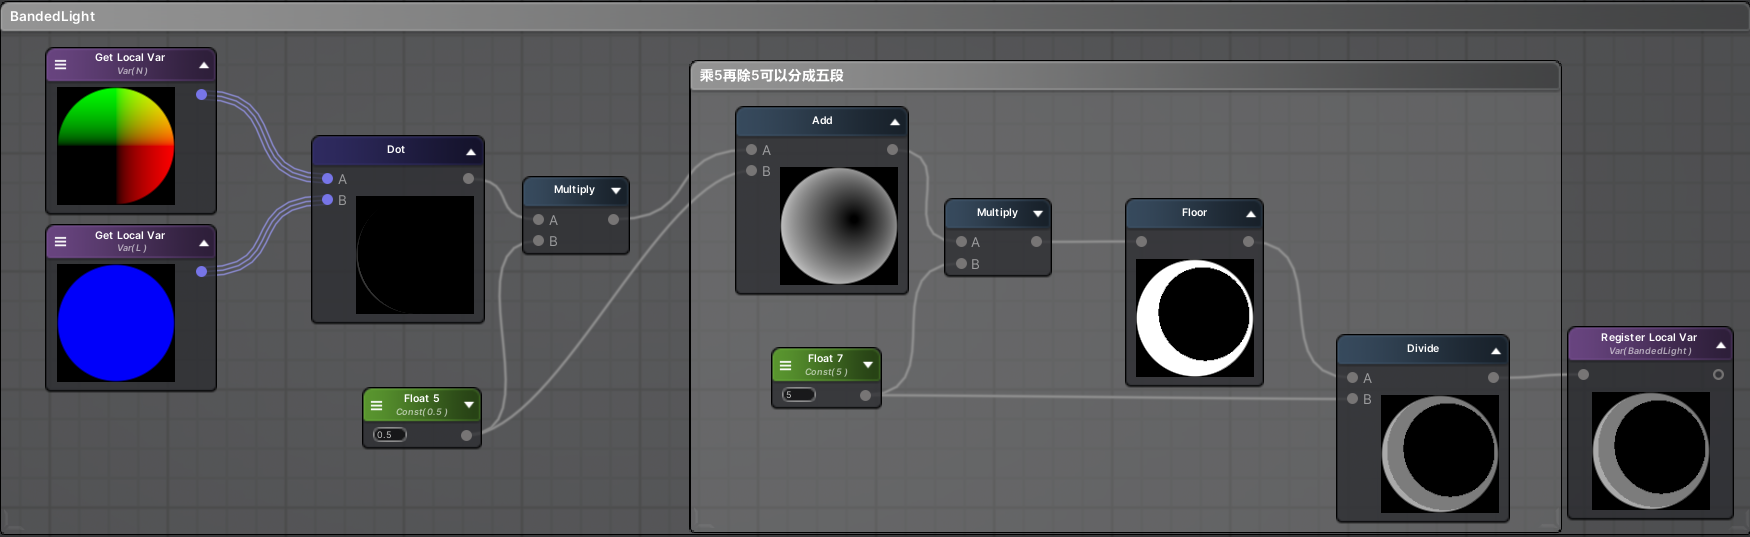 BandedLight
Get Local Var
Var( N )
Get Local Var
Var( L )
Dot
A
B
Multiply
A
B
Float 5
Const( 0.5 )
0.5
乘5再除5可以分成五段
Add
A
B
Multiply
A
B
Float 7
Const( 5 )
5
Floor
Divide
A
B
Register Local Var
Var( BandedLight )